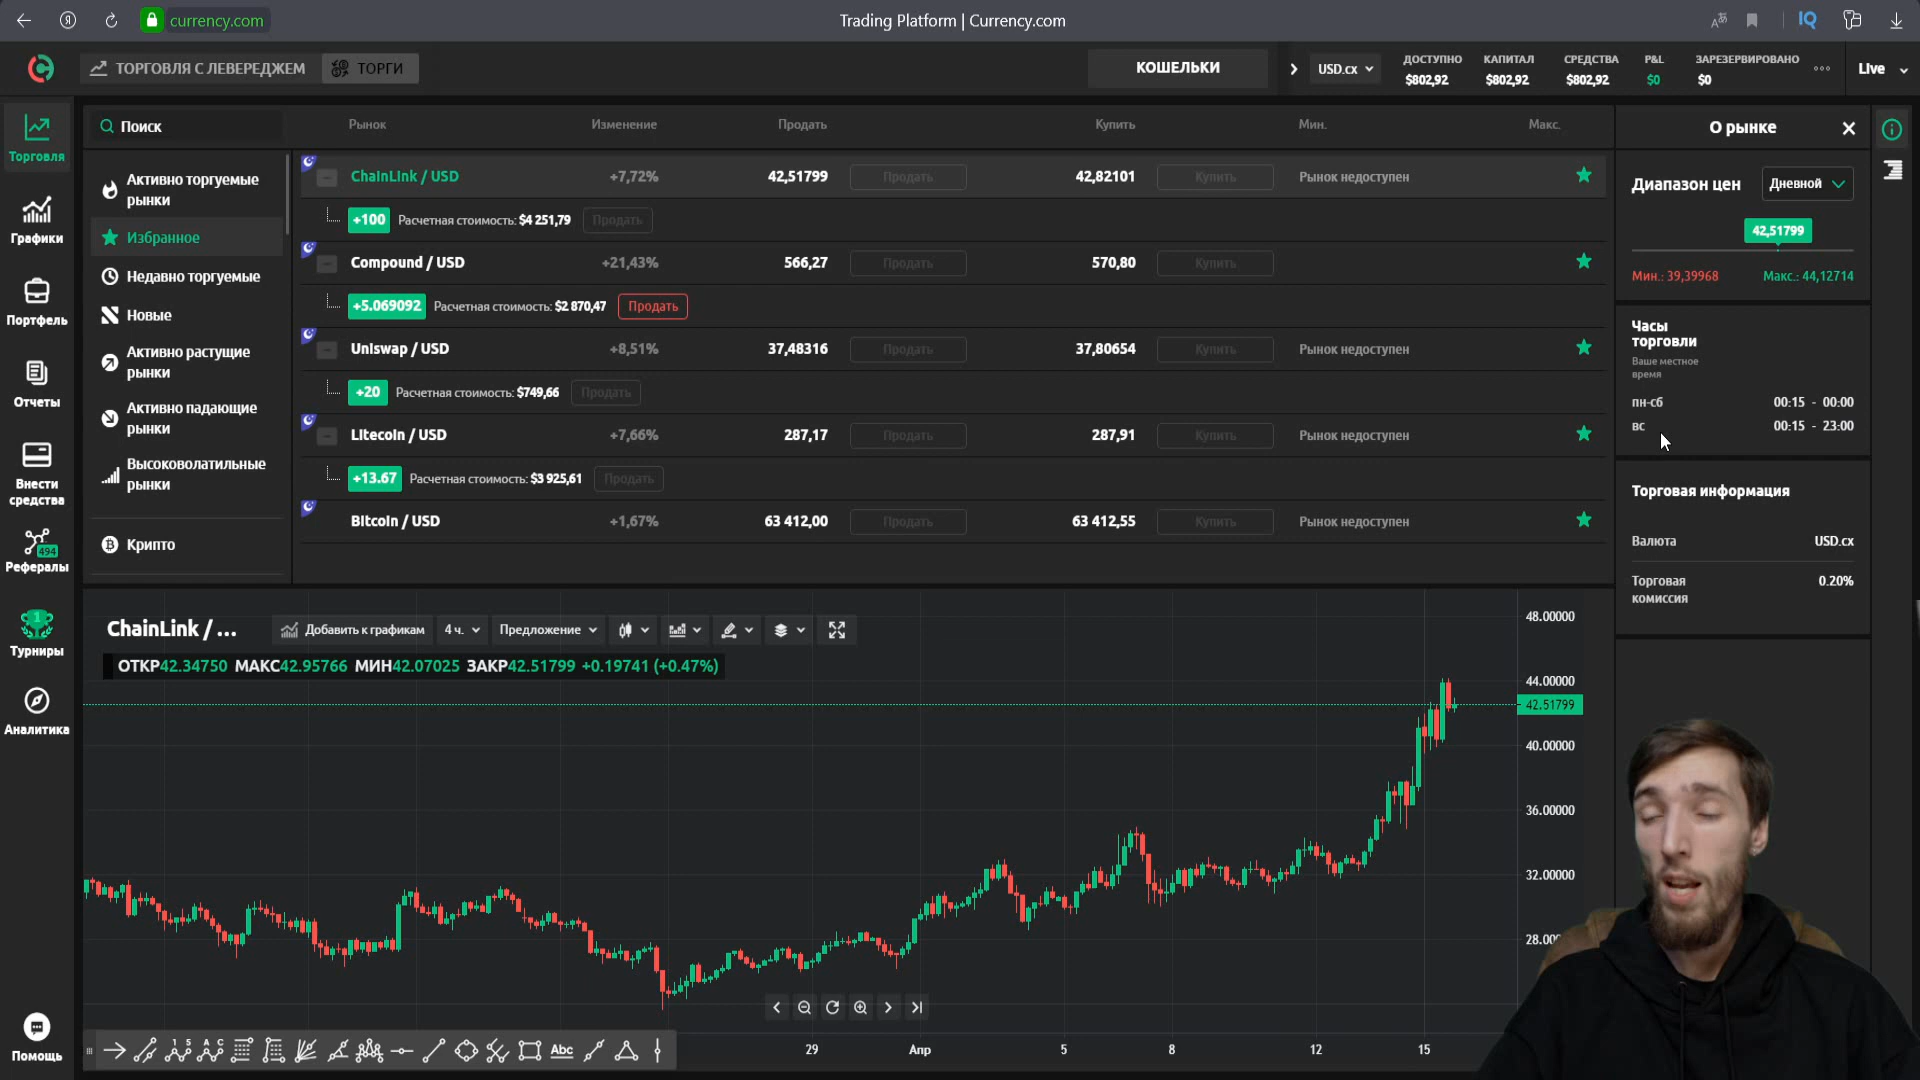 currency.com
Trading Platform | Currency.com
ТОРГОВЛЯ С ЛЕВЕРЕДЖЕМ
ТОРГИ
КОШЕЛЬКИ
USD.cx
ДОСТУПНО
$802,92
КАПИТАЛ
$802,92
СРЕДСТВА
$802,92
P&L
$0
ЗАРЕЗЕРВИРОВАНО
$0
Live
Торговля
Графики
Портфель
Отчеты
Внести
средства
494
Рефералы
1
Турниры
Аналитика
Помощь
Поиск
Активно торгуемые
рынки
Избранное
Недавно торгуемые
Новые
Активно растущие
рынки
Активно падающие
рынки
Высоковолатильные
рынки
Крипто
Рынок Изменение Продать Купить Мин. Макс.
ChainLink / USD +7,72% 42,51799 Продать 42,82101 Купить Рынок недоступен
+100 Расчетная стоимость: $4 251,79 Продать
Compound / USD +21,43% 566,27 Продать 570,80 Купить
+5.069092 Расчетная стоимость: $2 870,47 Продать
Uniswap / USD +8,51% 37,48316 Продать 37,80654 Купить Рынок недоступен
+20 Расчетная стоимость: $749,66 Продать
Litecoin / USD +7,66% 287,17 Продать 287,91 Купить Рынок недоступен
+13.67 Расчетная стоимость: $3 925,61 Продать
Bitcoin / USD +1,67% 63 412,00 Продать 63 412,55 Купить Рынок недоступен
О рынке
Диапазон цен Дневной
42,51799
Мин.: 39,39968 Макс.: 44,12714
Часы
торговли
Ваше местное
время
пн-сб 00:15 - 00:00
вс 00:15 - 23:00
Торговая информация
Валюта USD.cx
Торговая 0.20%
комиссия
ChainLink / ...
Добавить к графикам
4 ч.
Предложение
ОТКР42.34750 МАКС42.95766 МИН42.07025 ЗАКР42.51799 +0.19741 (+0.47%)
48.00000
44.00000
42.51799
40.00000
36.00000
32.00000
28.00
Abc
29 Апр 5 8 12 15